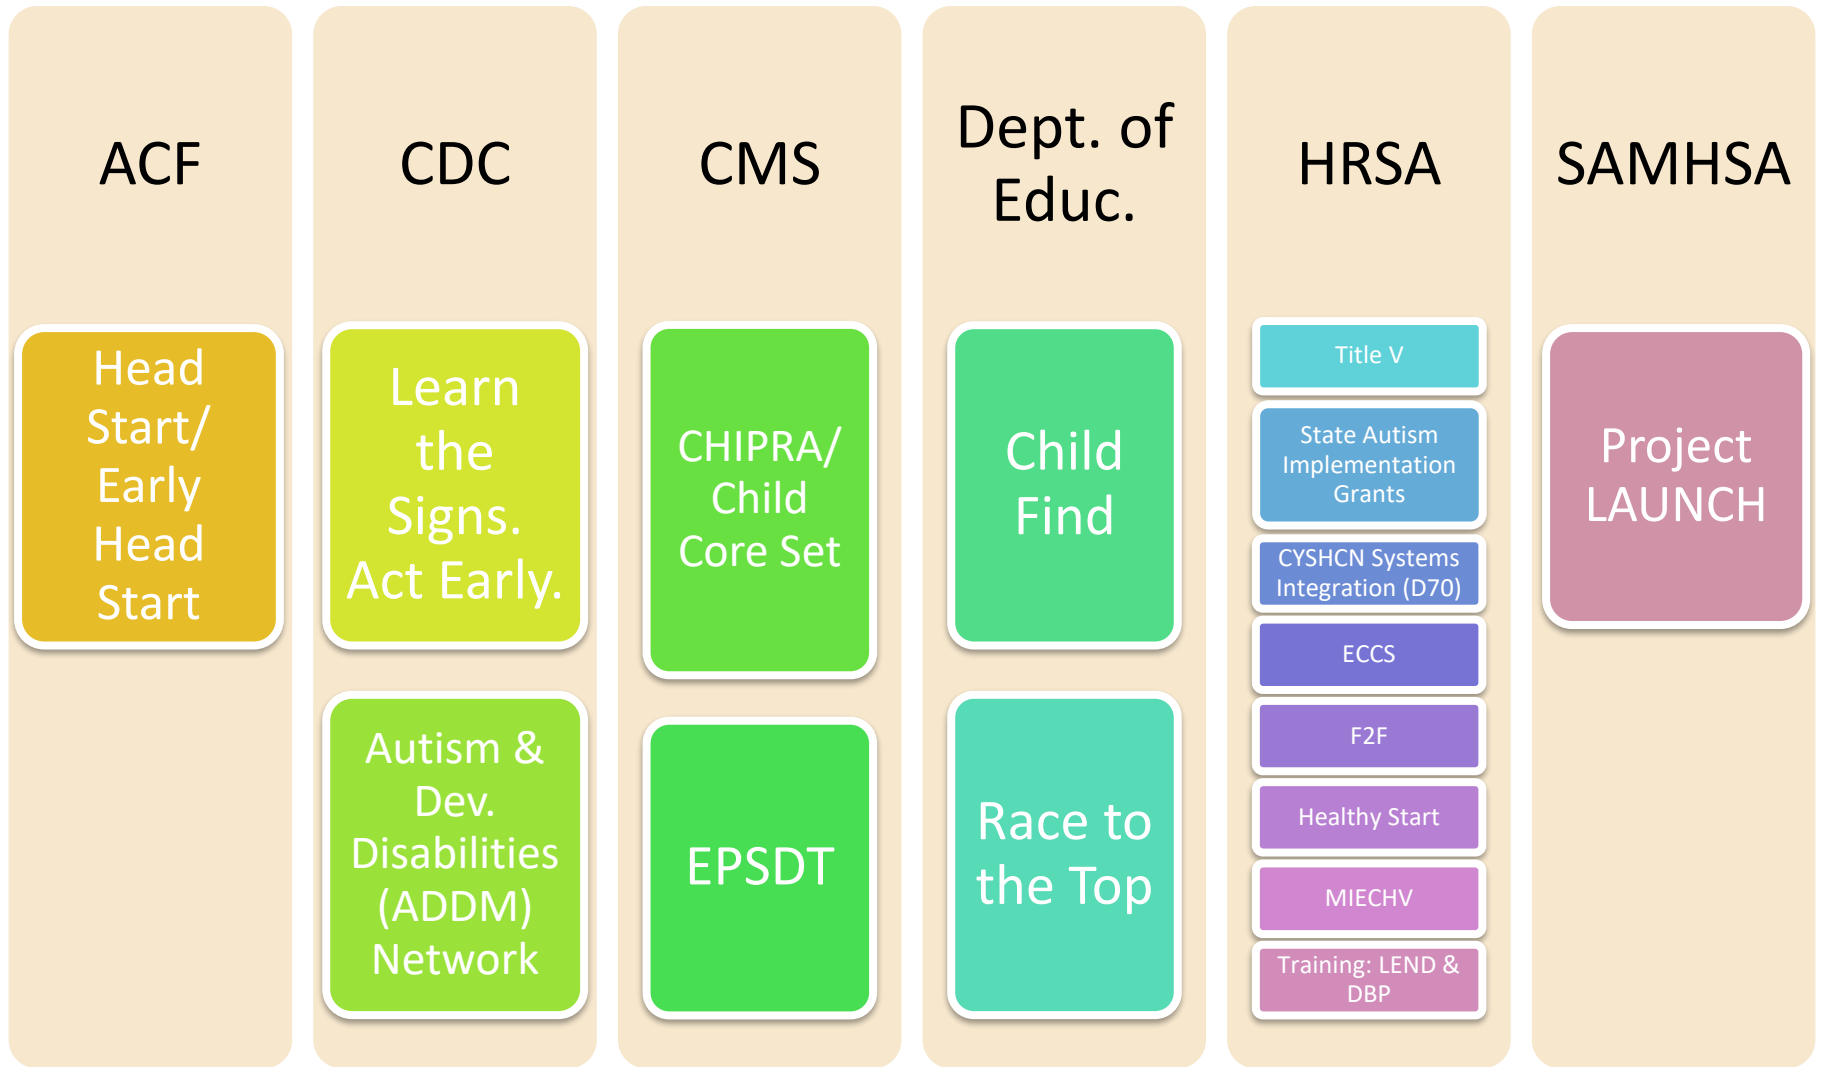 ACF
Head
Start/
Early
Head
Start
CDC
Learn
the
Signs.
Act Early.
Autism &
Dev.
Disabilities
(ADDM)
Network
CMS
CHIPRA/
Child
Core Set
EPSDT
Dept. of
Educ.
Child
Find
Race to
the Top
HRSA
Title V
State Autism
Implementation
Grants
CYSHCN Systems
Integration (D70)
ECCS
F2F
Healthy Start
MIECHV
Training: LEND &
DBP
SAMHSA
Project
LAUNCH